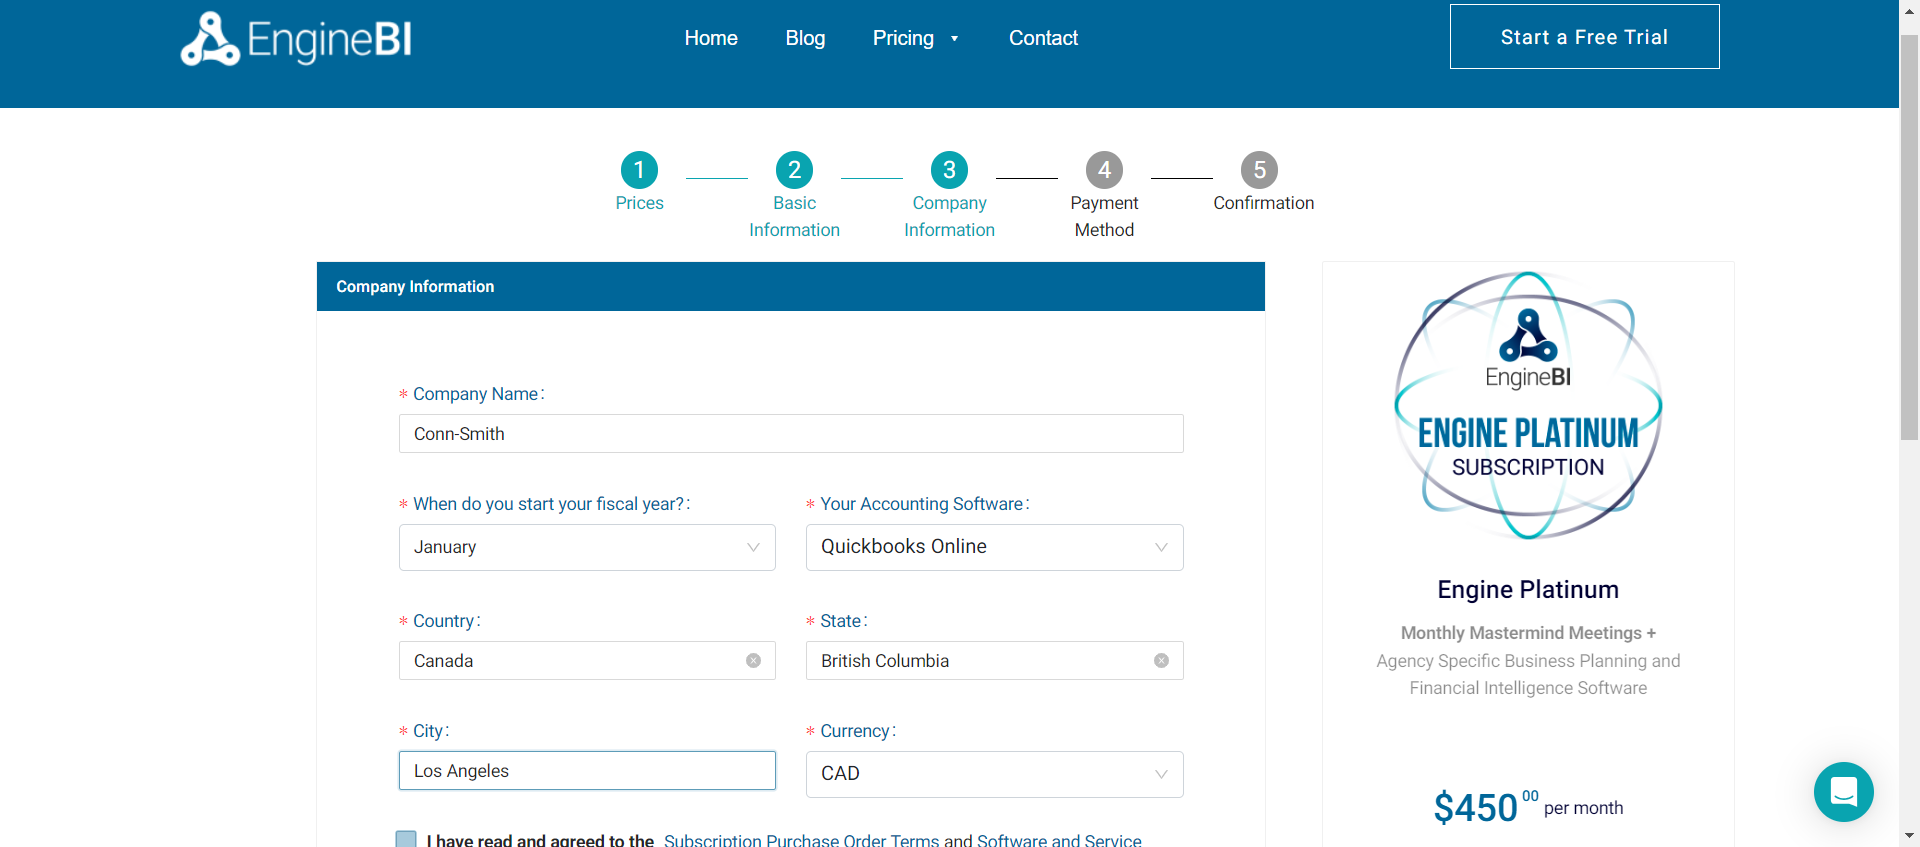 EngineBI
Home Blog Pricing Contact
Start a Free Trial
1 2 3 4 5
Prices
Basic
Information
Company
Information
Payment
Method
Confirmation
Company Information
* Company Name:
Conn-Smith
* When do you start your fiscal year?:
January
* Your Accounting Software:
Quickbooks Online
* Country:
Canada
* State:
British Columbia
* City:
Los Angeles
* Currency:
CAD
I have read and agreed to the Subscription Purchase Order Terms and Software and Service
EngineBI
ENGINE PLATINUM
SUBSCRIPTION
Engine Platinum
Monthly Mastermind Meetings +
Agency Specific Business Planning and
Financial Intelligence Software
$450 00 per month